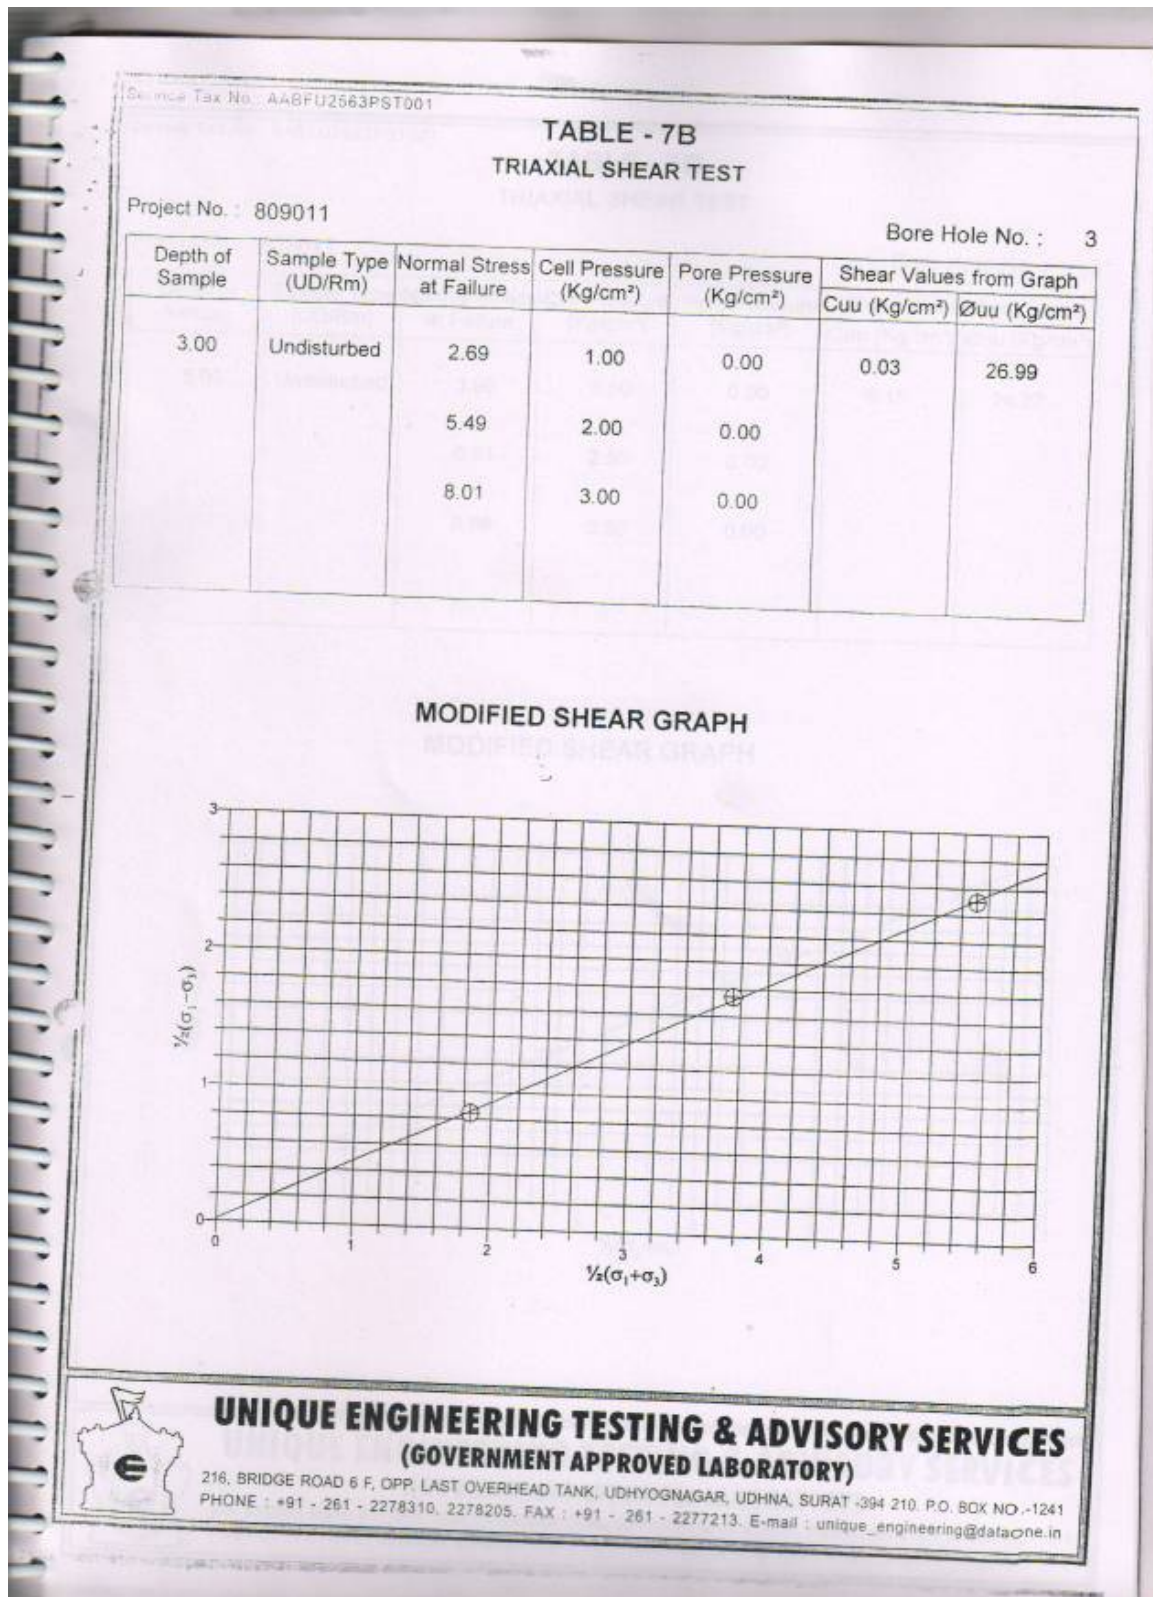 Service Tax No.: AABFU2563PST001
TABLE - 7B
TRIAXIAL SHEAR TEST
Project No. : 809011
Bore Hole No. : 3
Depth of Sample Sample Type (UD/Rm) Normal Stress at Failure Cell Pressure (Kg/cm²) Pore Pressure (Kg/cm²) Shear Values from Graph
Cuu (Kg/cm²) Øuu (Kg/cm²)
3.00 Undisturbed 2.69 1.00 0.00 0.03 26.99
5.49 2.00 0.00
8.01 3.00 0.00
MODIFIED SHEAR GRAPH
3
2
½(σ₁-σ₃)
1
0
0 1 2 3 4 5 6
½(σ₁+σ₃)
UNIQUE ENGINEERING TESTING & ADVISORY SERVICES
(GOVERNMENT APPROVED LABORATORY)
216, BRIDGE ROAD 6 F, OPP. LAST OVERHEAD TANK, UDHYOGNAGAR, UDHNA, SURAT -394 210. P.O. BOX NO.-1241
PHONE : +91 - 261 - 2278310, 2278205. FAX : +91 - 261 - 2277213. E-mail : unique_engineering@dataone.in